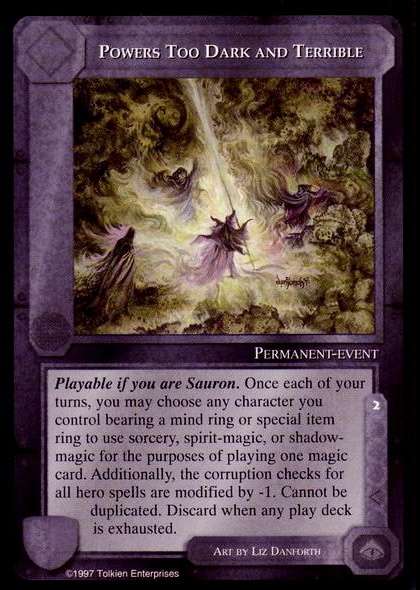 Powers Too Dark and Terrible
Permanent-event
Playable if you are Sauron. Once each of your
turns, you may choose any character you
control bearing a mind ring or special item
ring to use sorcery, spirit-magic, or shadow-
magic for the purposes of playing one magic
card. Additionally, the corruption checks for
all hero spells are modified by -1. Cannot be
duplicated. Discard when any play deck
is exhausted.
2
Art by Liz Danforth
©1997 Tolkien Enterprises